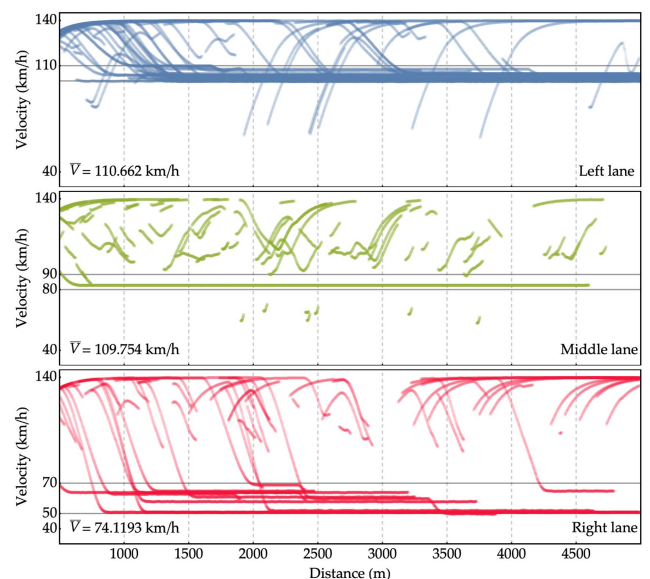 140
110
40
Velocity (km/h)
V̅ = 110.662 km/h
Left lane
140
90
80
40
Velocity (km/h)
V̅ = 109.754 km/h
Middle lane
140
70
50
40
Velocity (km/h)
V̅ = 74.1193 km/h
Right lane
1000 1500 2000 2500 3000 3500 4000 4500
Distance (m)